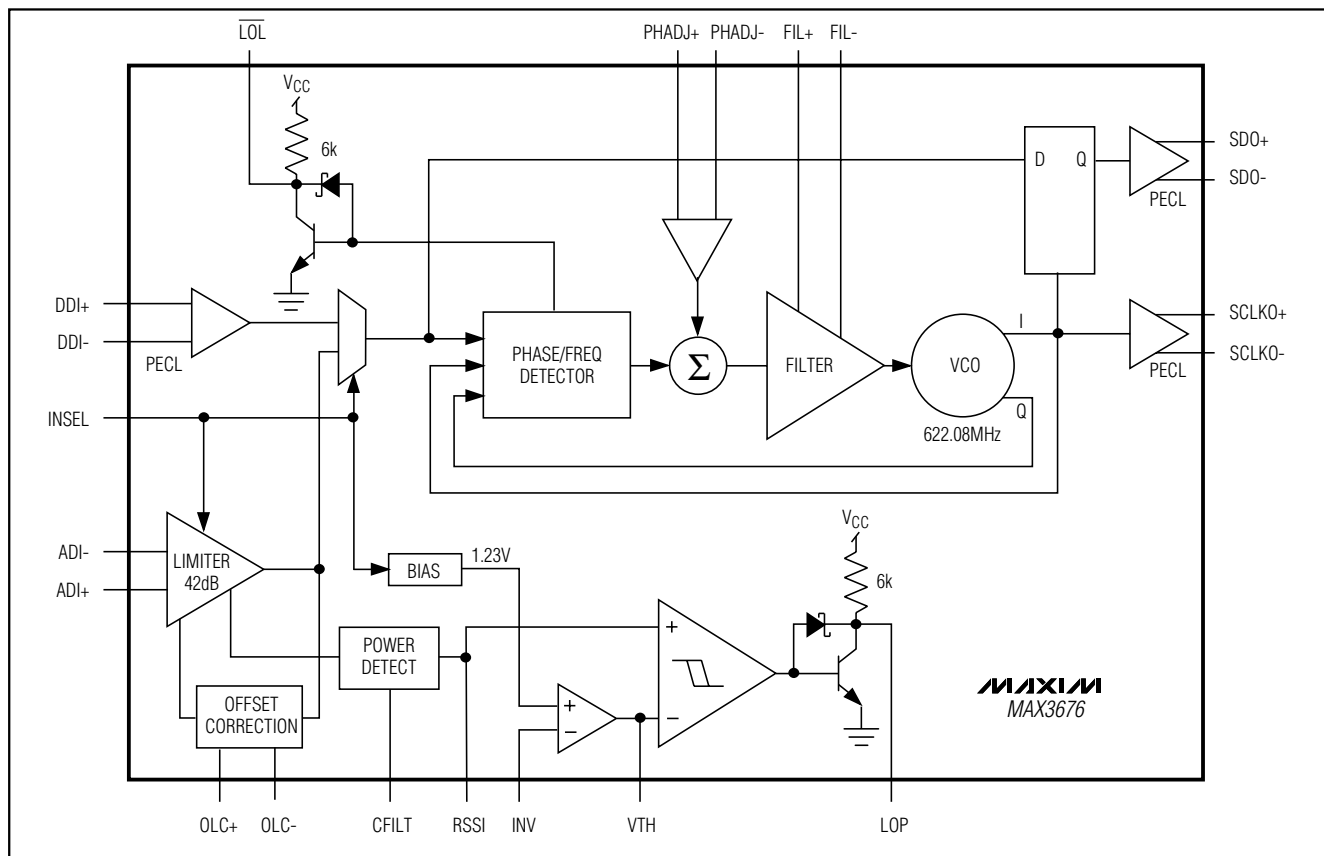 LOL
PHADJ+ PHADJ- FIL+ FIL-
VCC
6k
D Q
SDO+
SDO-
PECL
DDI+
DDI-
PECL
PHASE/FREQ
DETECTOR
Σ
FILTER
VCO
I
Q
622.08MHz
SCLKO+
SCLKO-
PECL
INSEL
ADI-
ADI+
LIMITER
42dB
BIAS
1.23V
VCC
6k
POWER
DETECT
+
−
+
−
OFFSET
CORRECTION
MAXIM
MAX3676
OLC+ OLC- CFILT RSSI INV VTH LOP